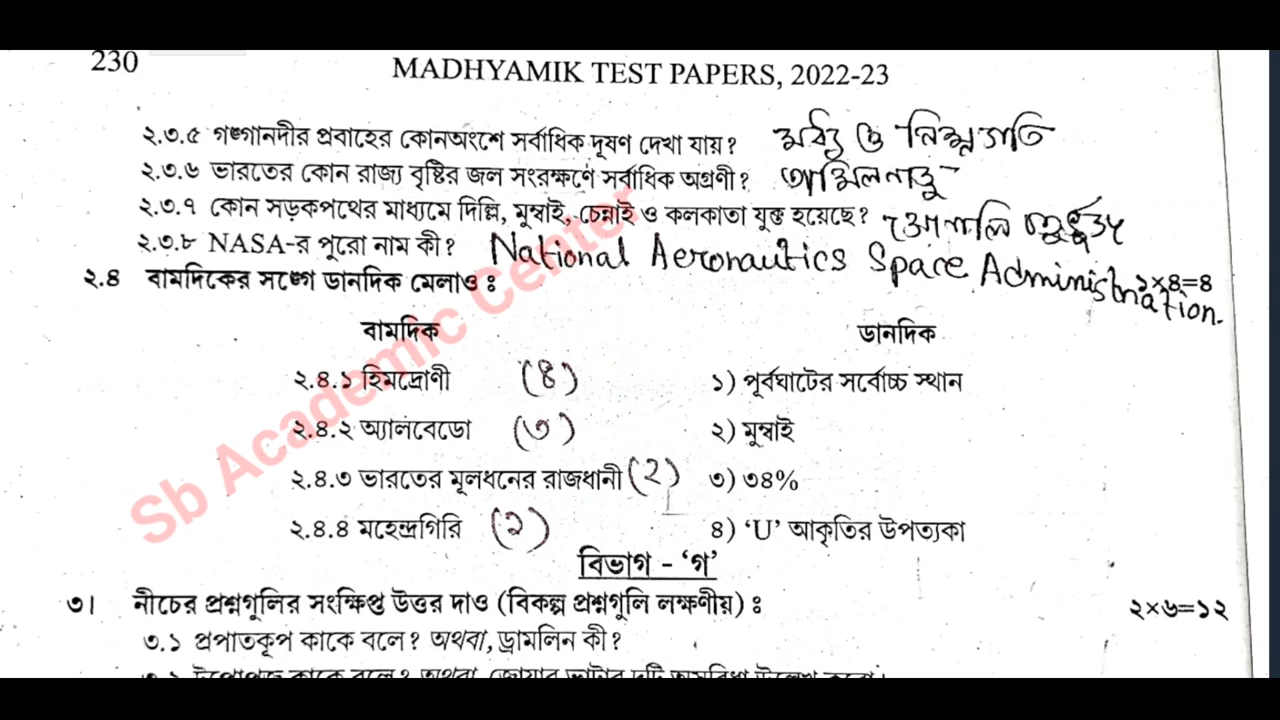 230
MADHYAMIK TEST PAPERS, 2022-23
২.৩.৫ গঙ্গানদীর প্রবাহের কোনঅংশে সর্বাধিক দূষণ দেখা যায়? মধ্য ও নিম্নগতি
২.৩.৬ ভারতের কোন রাজ্য বৃষ্টির জল সংরক্ষণে সর্বাধিক অগ্রণী? তামিলনাড়ু
২.৩.৭ কোন সড়কপথের মাধ্যমে দিল্লি, মুম্বাই, চেন্নাই ও কলকাতা যুক্ত হয়েছে? সোনালি চতুর্ভুজ
২.৩.৮ NASA-র পুরো নাম কী? National Aeronautics Space Administration.
২.৪ বামদিকের সঙ্গে ডানদিক মেলাও : ১×৪=৪
বামদিক ডানদিক
২.৪.১ হিমদ্রোণী (৪) ১) পূর্বঘাটের সর্বোচ্চ স্থান
২.৪.২ অ্যালবেডো (৩) ২) মুম্বাই
২.৪.৩ ভারতের মূলধনের রাজধানী (২) ৩) ৩৪%
২.৪.৪ মহেন্দ্রগিরি (১) ৪) ‘U’ আকৃতির উপত্যকা
বিভাগ - ‘গ’
৩। নীচের প্রশ্নগুলির সংক্ষিপ্ত উত্তর দাও (বিকল্প প্রশ্নগুলি লক্ষণীয়) : ২×৬=১২
৩.১ প্রপাতকূপ কাকে বলে? অথবা, ড্রামলিন কী?
কাকে বলে? অথবা, জোয়ার ভাটার দুটি অসুবিধা উল্লেখ করো।
Sb Academic Center